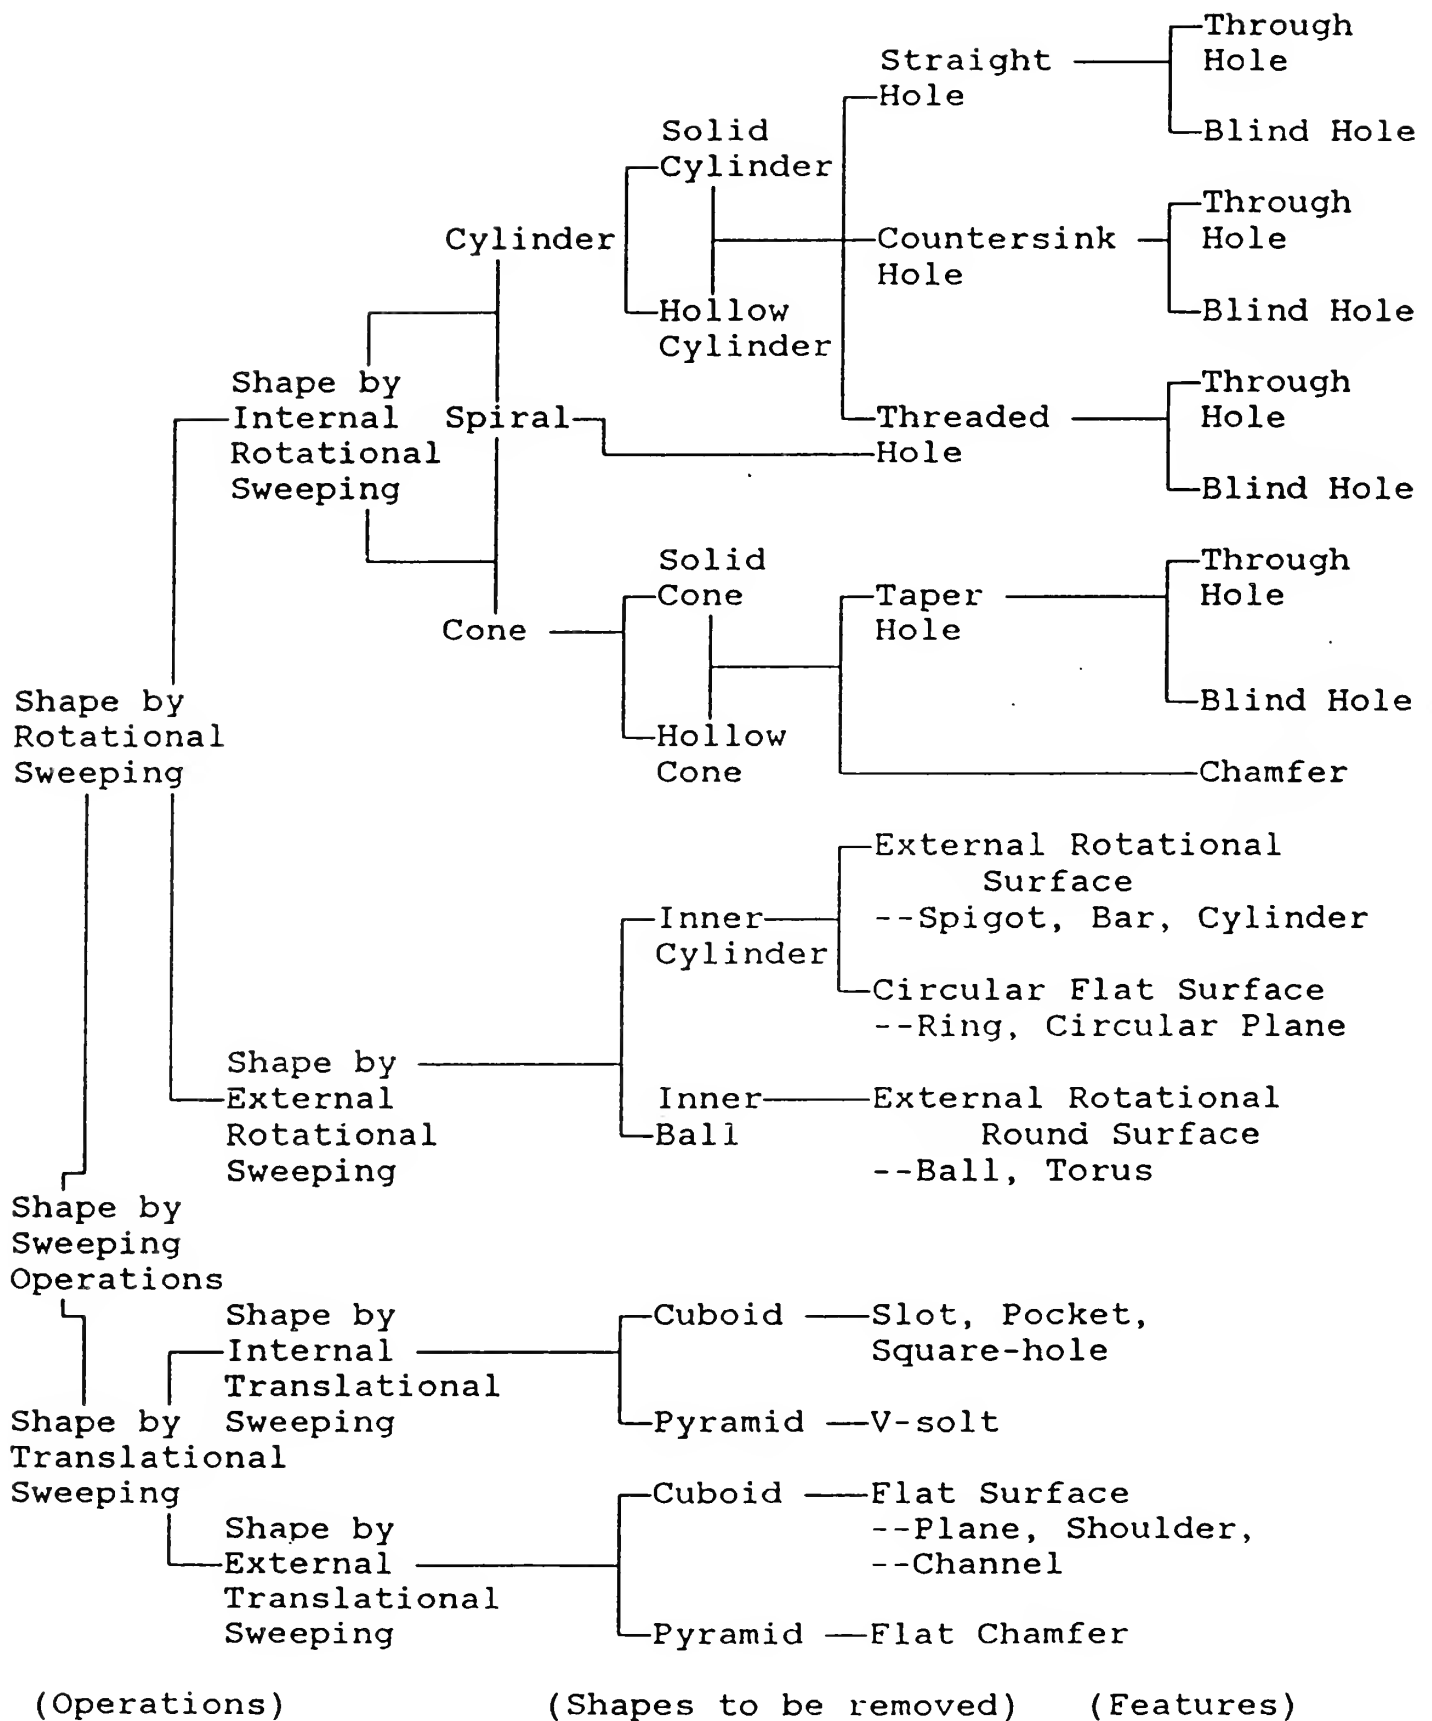 Through
Straight
Hole
Hole
Solid
Blind Hole
Cylinder
Through
Cylinder
Countersink
Hole
Hole
Hollow
Blind Hole
Cylinder
Shape by
Through
Internal
Spiral
Threaded
Hole
Rotational
Hole
Sweeping
Blind Hole
Solid
Through
Cone
Taper
Hole
Cone
Hole
Shape by
Blind Hole
Rotational
Hollow
Sweeping
Cone
Chamfer
External Rotational
Surface
Inner
--Spigot, Bar, Cylinder
Cylinder
Circular Flat Surface
--Ring, Circular Plane
Shape by
External
Inner
External Rotational
Rotational
Ball
Round Surface
Sweeping
--Ball, Torus
Shape by
Sweeping
Operations
Shape by
Cuboid
Slot, Pocket,
Internal
Square-hole
Translational
Shape by
Sweeping
Pyramid
V-solt
Translational
Sweeping
Cuboid
Flat Surface
Shape by
--Plane, Shoulder,
External
--Channel
Translational
Sweeping
Pyramid
Flat Chamfer
(Operations)
(Shapes to be removed)
(Features)